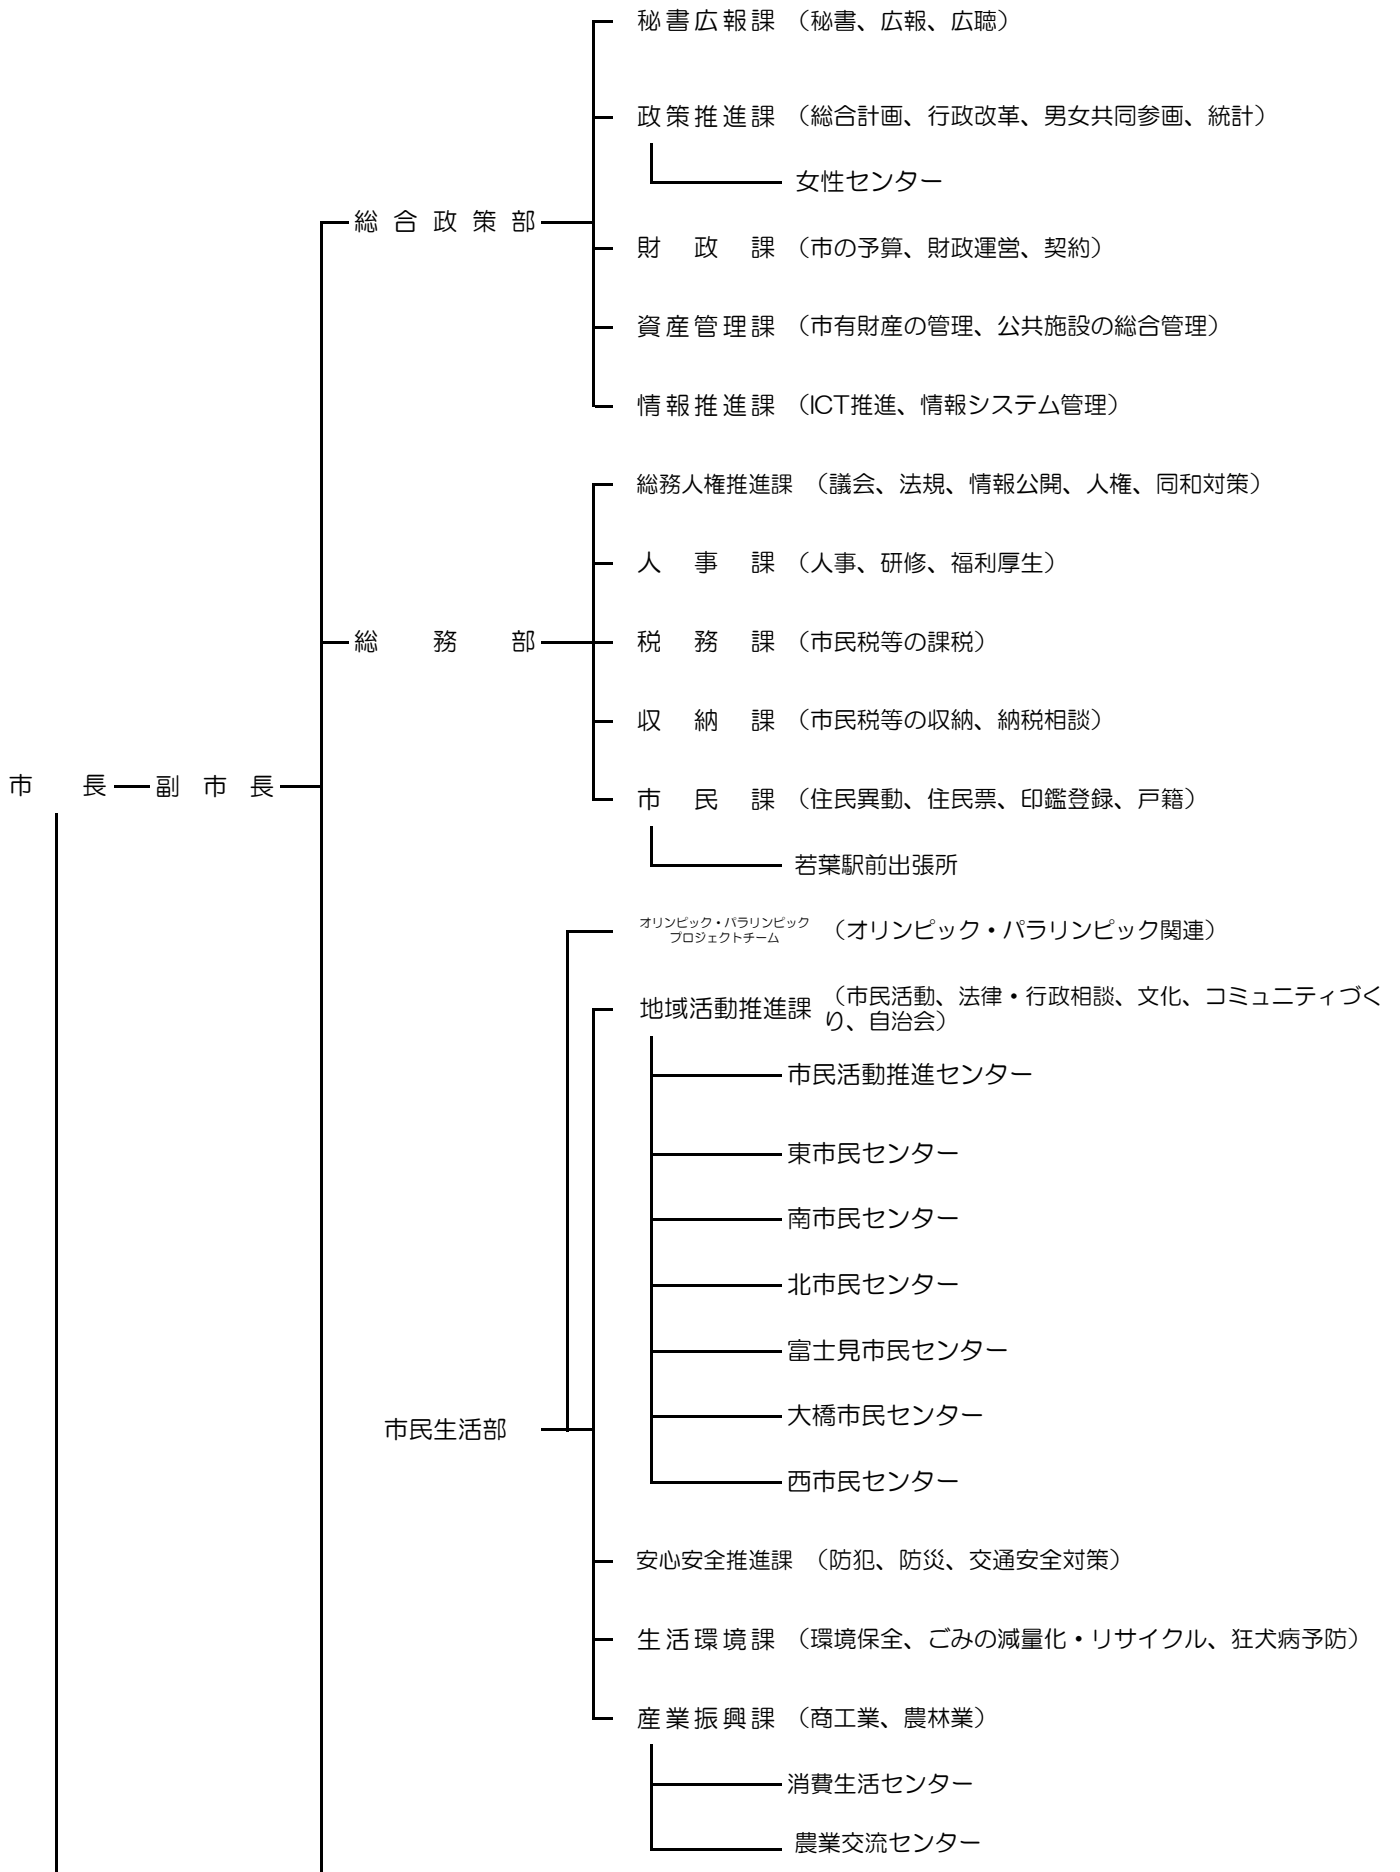 秘書広報課 （秘書、広報、広聴）
政策推進課 （総合計画、行政改革、男女共同参画、統計）
女性センター
総合政策部
財政課 （市の予算、財政運営、契約）
資産管理課 （市有財産の管理、公共施設の総合管理）
情報推進課 （ICT推進、情報システム管理）
総務人権推進課 （議会、法規、情報公開、人権、同和対策）
人事課 （人事、研修、福利厚生）
総務部
税務課 （市民税等の課税）
収納課 （市民税等の収納、納税相談）
市長 副市長
市民課 （住民異動、住民票、印鑑登録、戸籍）
若葉駅前出張所
オリンピック・パラリンピック
プロジェクトチーム
（オリンピック・パラリンピック関連）
地域活動推進課
（市民活動、法律・行政相談、文化、コミュニティづく
り、自治会）
市民活動推進センター
東市民センター
南市民センター
北市民センター
富士見市民センター
大橋市民センター
市民生活部
西市民センター
安心安全推進課 （防犯、防災、交通安全対策）
生活環境課 （環境保全、ごみの減量化・リサイクル、狂犬病予防）
産業振興課 （商工業、農林業）
消費生活センター
農業交流センター